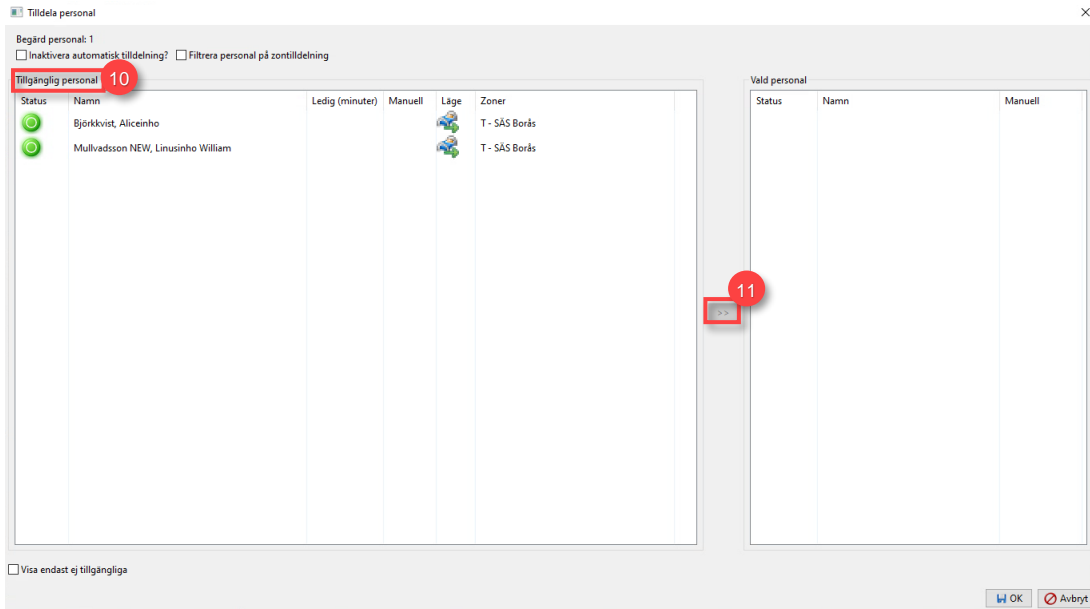 Tilldela personal
Begärd personal: 1
Inaktivera automatisk tilldelning? Filtrera personal på zontilldelning
Tillgänglig personal 10
Status Namn Ledig (minuter) Manuell Läge Zoner
Björkkvist, Aliceinho T - SÄS Borås
Mullvadsson NEW, Linusinho William T - SÄS Borås
11
>>
Vald personal
Status Namn Manuell
Visa endast ej tillgängliga
OK Avbryt